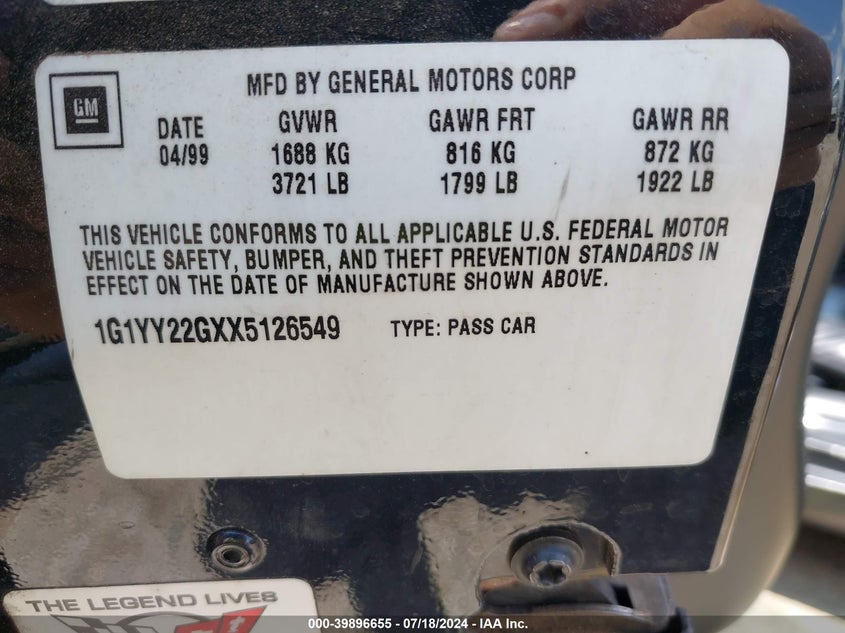 MFD BY GENERAL MOTORS CORP
GM
DATE GVWR GAWR FRT GAWR RR
04/99 1688 KG 816 KG 872 KG
3721 LB 1799 LB 1922 LB
THIS VEHICLE CONFORMS TO ALL APPLICABLE U.S. FEDERAL MOTOR
VEHICLE SAFETY, BUMPER, AND THEFT PREVENTION STANDARDS IN
EFFECT ON THE DATE OF MANUFACTURE SHOWN ABOVE.
1G1YY22GXX5126549 TYPE: PASS CAR
THE LEGEND LIVES
000-39896655 - 07/18/2024 - IAA Inc.